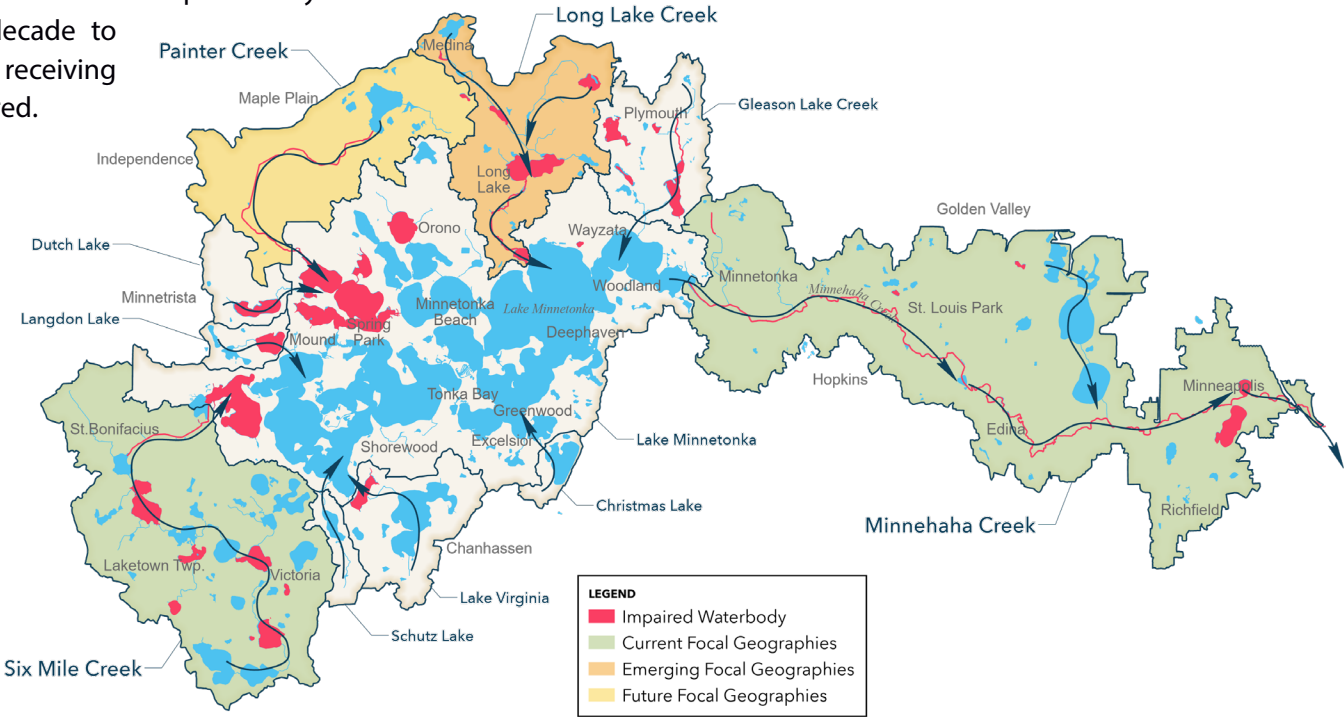 decade to
receiving
ed.
Long Lake Creek
Painter Creek
Medina
Maple Plain
Plymouth
Gleason Lake Creek
Independence
Long
Lake
Golden Valley
Orono
Wayzata
Dutch Lake
Minnetonka
Woodland
Minnetrista
Minnetonka
Beach
Lake Minnetonka
Minnehaha Creek
St. Louis Park
Langdon Lake
Spring
Park
Mound
Deephaven
Hopkins
Minneapolis
Tonka Bay
Greenwood
St.Bonifacius
Edina
Excelsior
Lake Minnetonka
Shorewood
Christmas Lake
Richfield
Minnehaha Creek
Chanhassen
Laketown Twp.
Victoria
Lake Virginia
Schutz Lake
Six Mile Creek
LEGEND
Impaired Waterbody
Current Focal Geographies
Emerging Focal Geographies
Future Focal Geographies